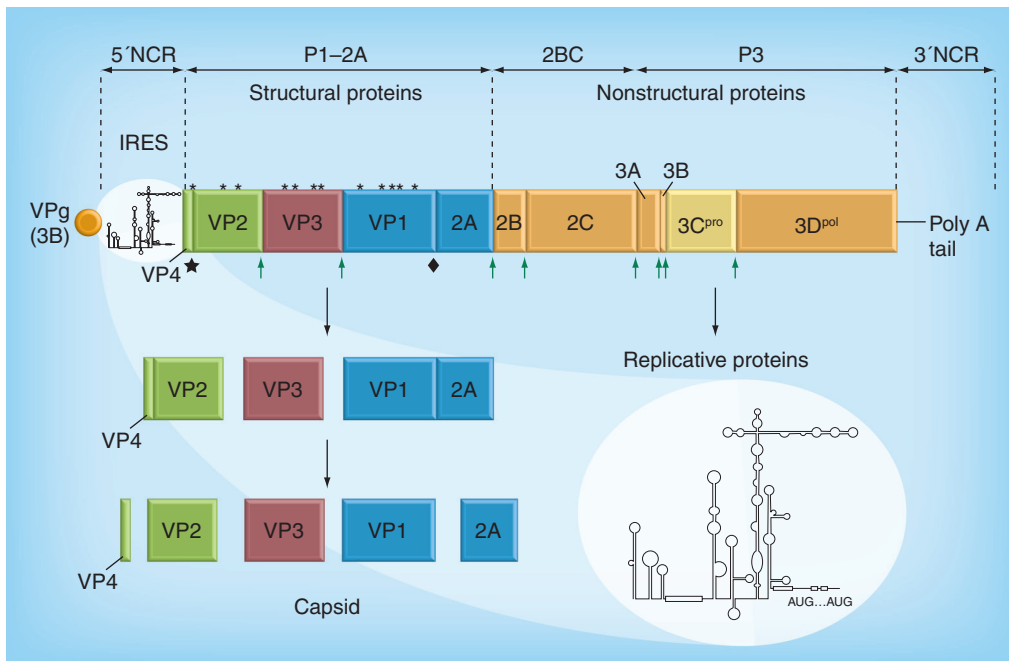 5´NCR P1–2A 2BC P3 3´NCR
Structural proteins Nonstructural proteins
IRES
3A 3B
VPg
(3B)
* * * * * * * * * * * *
VP2 VP3 VP1 2A 2B 2C 3Cpro 3Dpol
Poly A
tail
VP4
Replicative proteins
VP2 VP3 VP1 2A
VP4
VP2 VP3 VP1 2A
VP4
Capsid
AUG...AUG